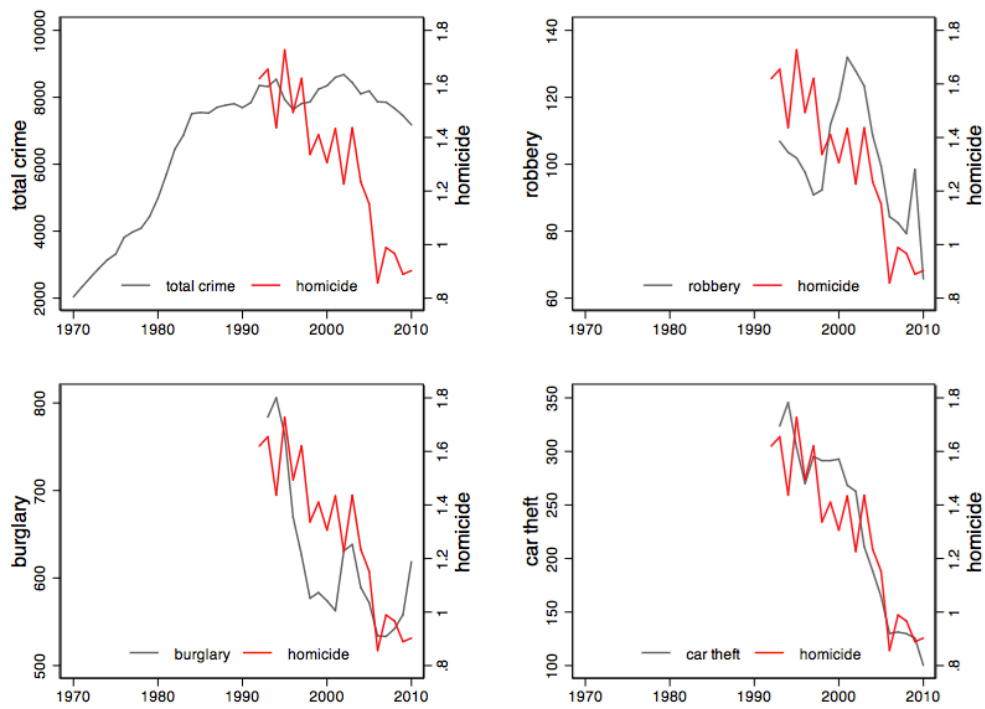 total crime
10000
8000
6000
4000
2000
1.8
1.6
1.4
1.2
1
.8
homicide
total crime homicide
1970 1980 1990 2000 2010
robbery
140
120
100
80
60
1.8
1.6
1.4
1.2
1
.8
homicide
robbery homicide
1970 1980 1990 2000 2010
burglary
800
700
600
500
1.8
1.6
1.4
1.2
1
.8
homicide
burglary homicide
1970 1980 1990 2000 2010
car theft
350
300
250
200
150
100
1.8
1.6
1.4
1.2
1
.8
homicide
car theft homicide
1970 1980 1990 2000 2010